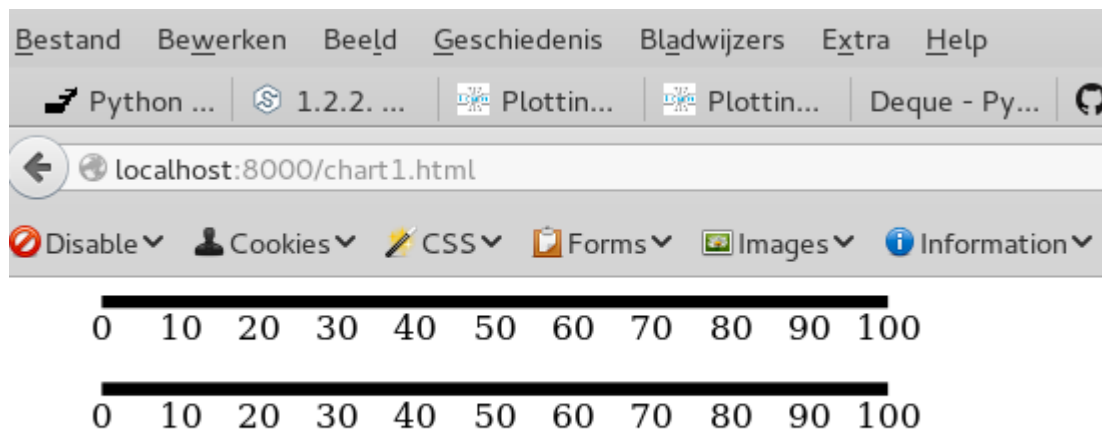 Bestand Bewerken Beeld Geschiedenis Bladwijzers Extra Help
Python ... 1.2.2. ... Plottin... Plottin... Deque - Py...
localhost:8000/chart1.html
Disable Cookies CSS Forms Images Information
0 10 20 30 40 50 60 70 80 90 100
0 10 20 30 40 50 60 70 80 90 100